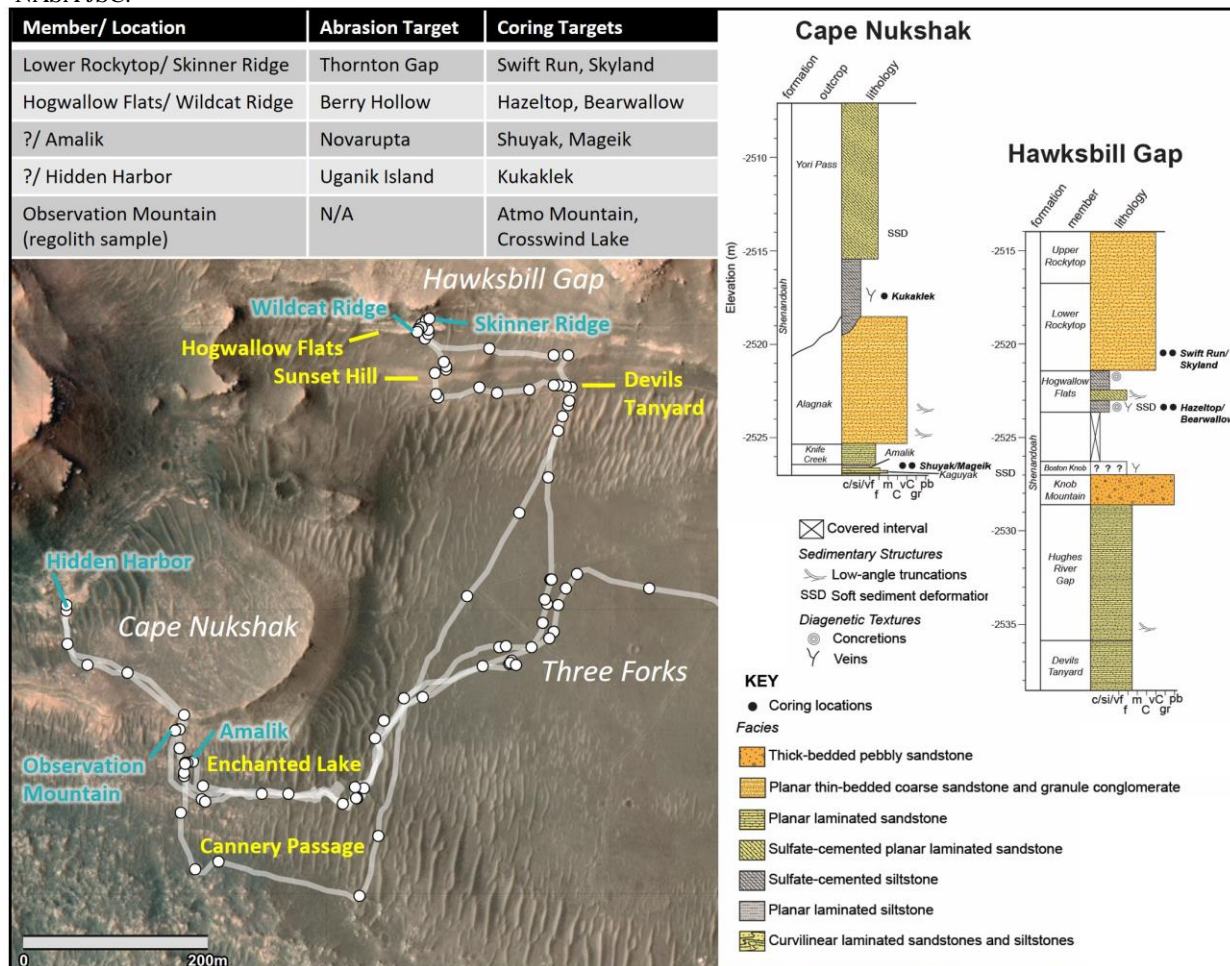 NASA JSC.
Member/ Location Abrasion Target Coring Targets
Lower Rockytop/ Skinner Ridge Thornton Gap Swift Run, Skyland
Hogwallow Flats/ Wildcat Ridge Berry Hollow Hazeltop, Bearwallow
?/ Amalik Novarupta Shuyak, Mageik
?/ Hidden Harbor Uganik Island Kukaklek
Observation Mountain N/A Atmo Mountain,
(regolith sample) Crosswind Lake
Hawksbill Gap
Wildcat Ridge
Skinner Ridge
Hogwallow Flats
Sunset Hill
Devils
Tanyard
Hidden Harbor
Cape Nukshak
Three Forks
Amalik
Observation
Mountain
Enchanted Lake
Cannery Passage
0 200m
Cape Nukshak
formation
outcrop
lithology
Elevation (m)
-2510
-2515
-2520
-2525
Shenandoah
Yori Pass
SSD
Kukaklek
Alagnak
Knife
Creek
Amalik
Shuyak/Mageik
Kaguyak
c/si/vf m vC pb
f C gr
Hawksbill Gap
formation
member
lithology
-2515
-2520
-2525
-2530
-2535
Shenandoah
Upper
Rockytop
Lower
Rockytop
Swift Run/
Skyland
Hogwallow
Flats
SSD
Hazeltop/
Bearwallow
SSD
Boston Knob ? ? ?
Knob
Mountain
Hughes
River
Gap
Devils
Tanyard
c/si/vf m vC pb
f C gr
Covered interval
Sedimentary Structures
Low-angle truncations
SSD Soft sediment deformation
Diagenetic Textures
Concretions
Veins
KEY
Coring locations
Facies
Thick-bedded pebbly sandstone
Planar thin-bedded coarse sandstone and granule conglomerate
Planar laminated sandstone
Sulfate-cemented planar laminated sandstone
Sulfate-cemented siltstone
Planar laminated siltstone
Curvilinear laminated sandstones and siltstones